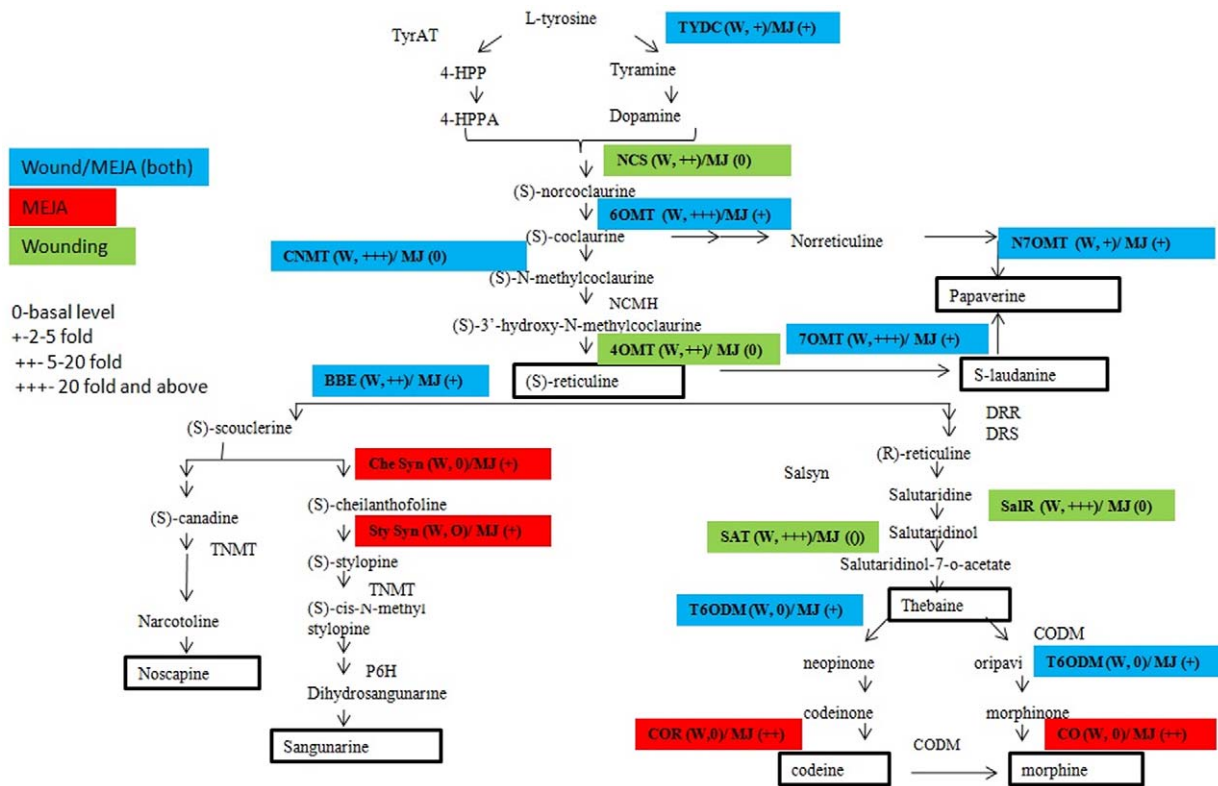 L-tyrosine
TYDC (W, +)/MJ (+)
TyrAT
4-HPP
Tyramine
4-HPPA
Dopamine
Wound/MEJA (both)
MEJA
Wounding
0-basal level
+-2-5 fold
++- 5-20 fold
+++- 20 fold and above
NCS (W, ++)/MJ (0)
(S)-norcoclaurine
6OMT (W, +++)/MJ (+)
(S)-coclaurine
Norreticuline
N7OMT (W, +)/ MJ (+)
CNMT (W, +++)/ MJ (0)
(S)-N-methylcoclaurine
Papaverine
NCMH
(S)-3’-hydroxy-N-methylcoclaurine
4OMT (W, ++)/ MJ (0)
7OMT (W, +++)/ MJ (+)
BBE (W, ++)/ MJ (+)
(S)-reticuline
S-laudanine
(S)-scouclerine
DRR
DRS
(R)-reticuline
Che Syn (W, 0)/MJ (+)
Salsyn
(S)-cheilanthofoline
Salutaridine
SalR (W, +++)/ MJ (0)
(S)-canadine
Sty Syn (W, O)/ MJ (+)
SAT (W, +++)/MJ (()
Salutaridinol
TNMT
(S)-stylopine
Salutaridinol-7-o-acetate
TNMT
(S)-cis-N-methyl
stylopine
T6ODM (W, 0)/ MJ (+)
Thebaine
Narcotoline
CODM
neopinone
oripavi
T6ODM (W, 0)/ MJ (+)
Noscapine
P6H
Dihydrosangunarine
codeinone
morphinone
COR (W,0)/ MJ (++)
CO (W, 0)/ MJ (++)
Sangunarine
CODM
codeine
morphine